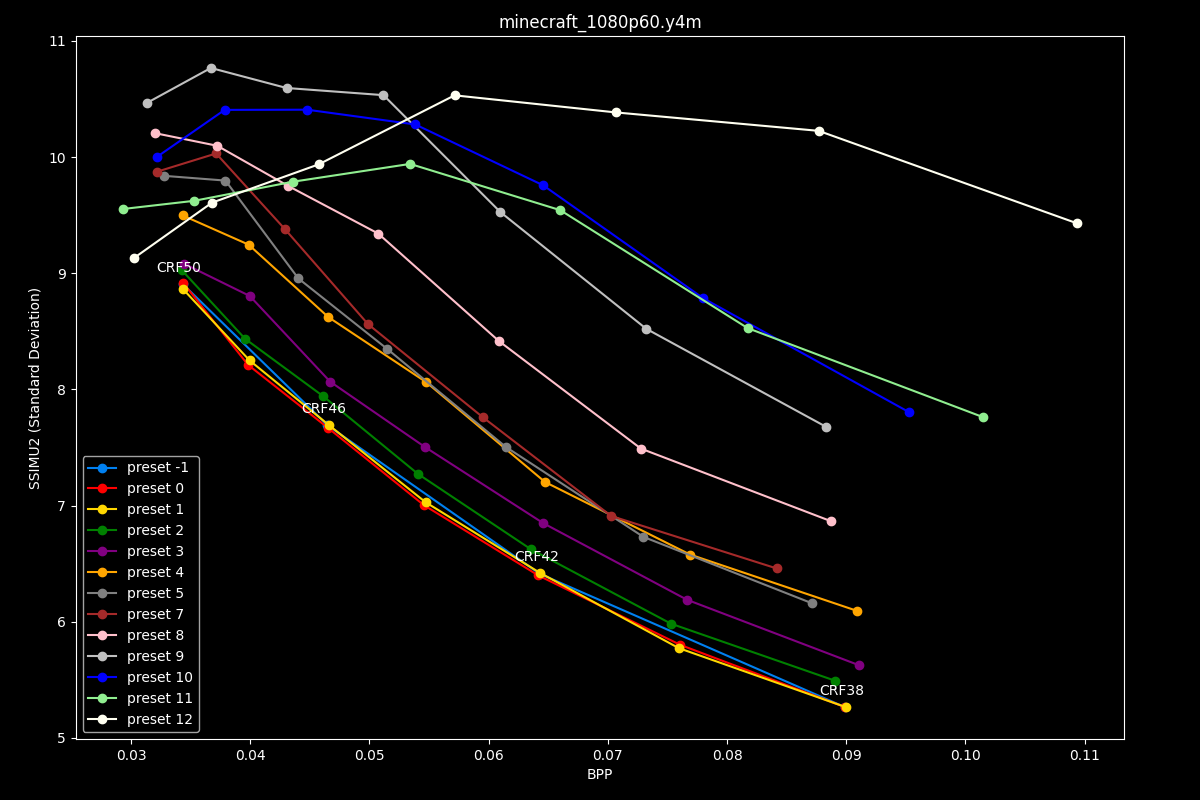 minecraft_1080p60.y4m
11
10
9
8
7
6
5
SSIMU2 (Standard Deviation)
CRF50
CRF46
CRF42
CRF38
preset -1
preset 0
preset 1
preset 2
preset 3
preset 4
preset 5
preset 7
preset 8
preset 9
preset 10
preset 11
preset 12
0.03 0.04 0.05 0.06 0.07 0.08 0.09 0.10 0.11
BPP